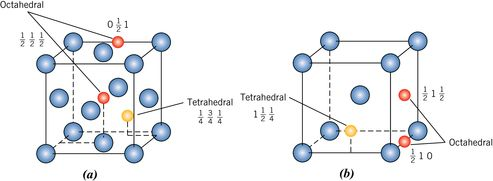 Octahedral
0 1/2 1
1/2 1/2 1/2
Tetrahedral
1/4 3/4 1/4
(a)
Tetrahedral
1 1/2 1/4
1/2 1 1/2
Octahedral
1/2 1 0
(b)